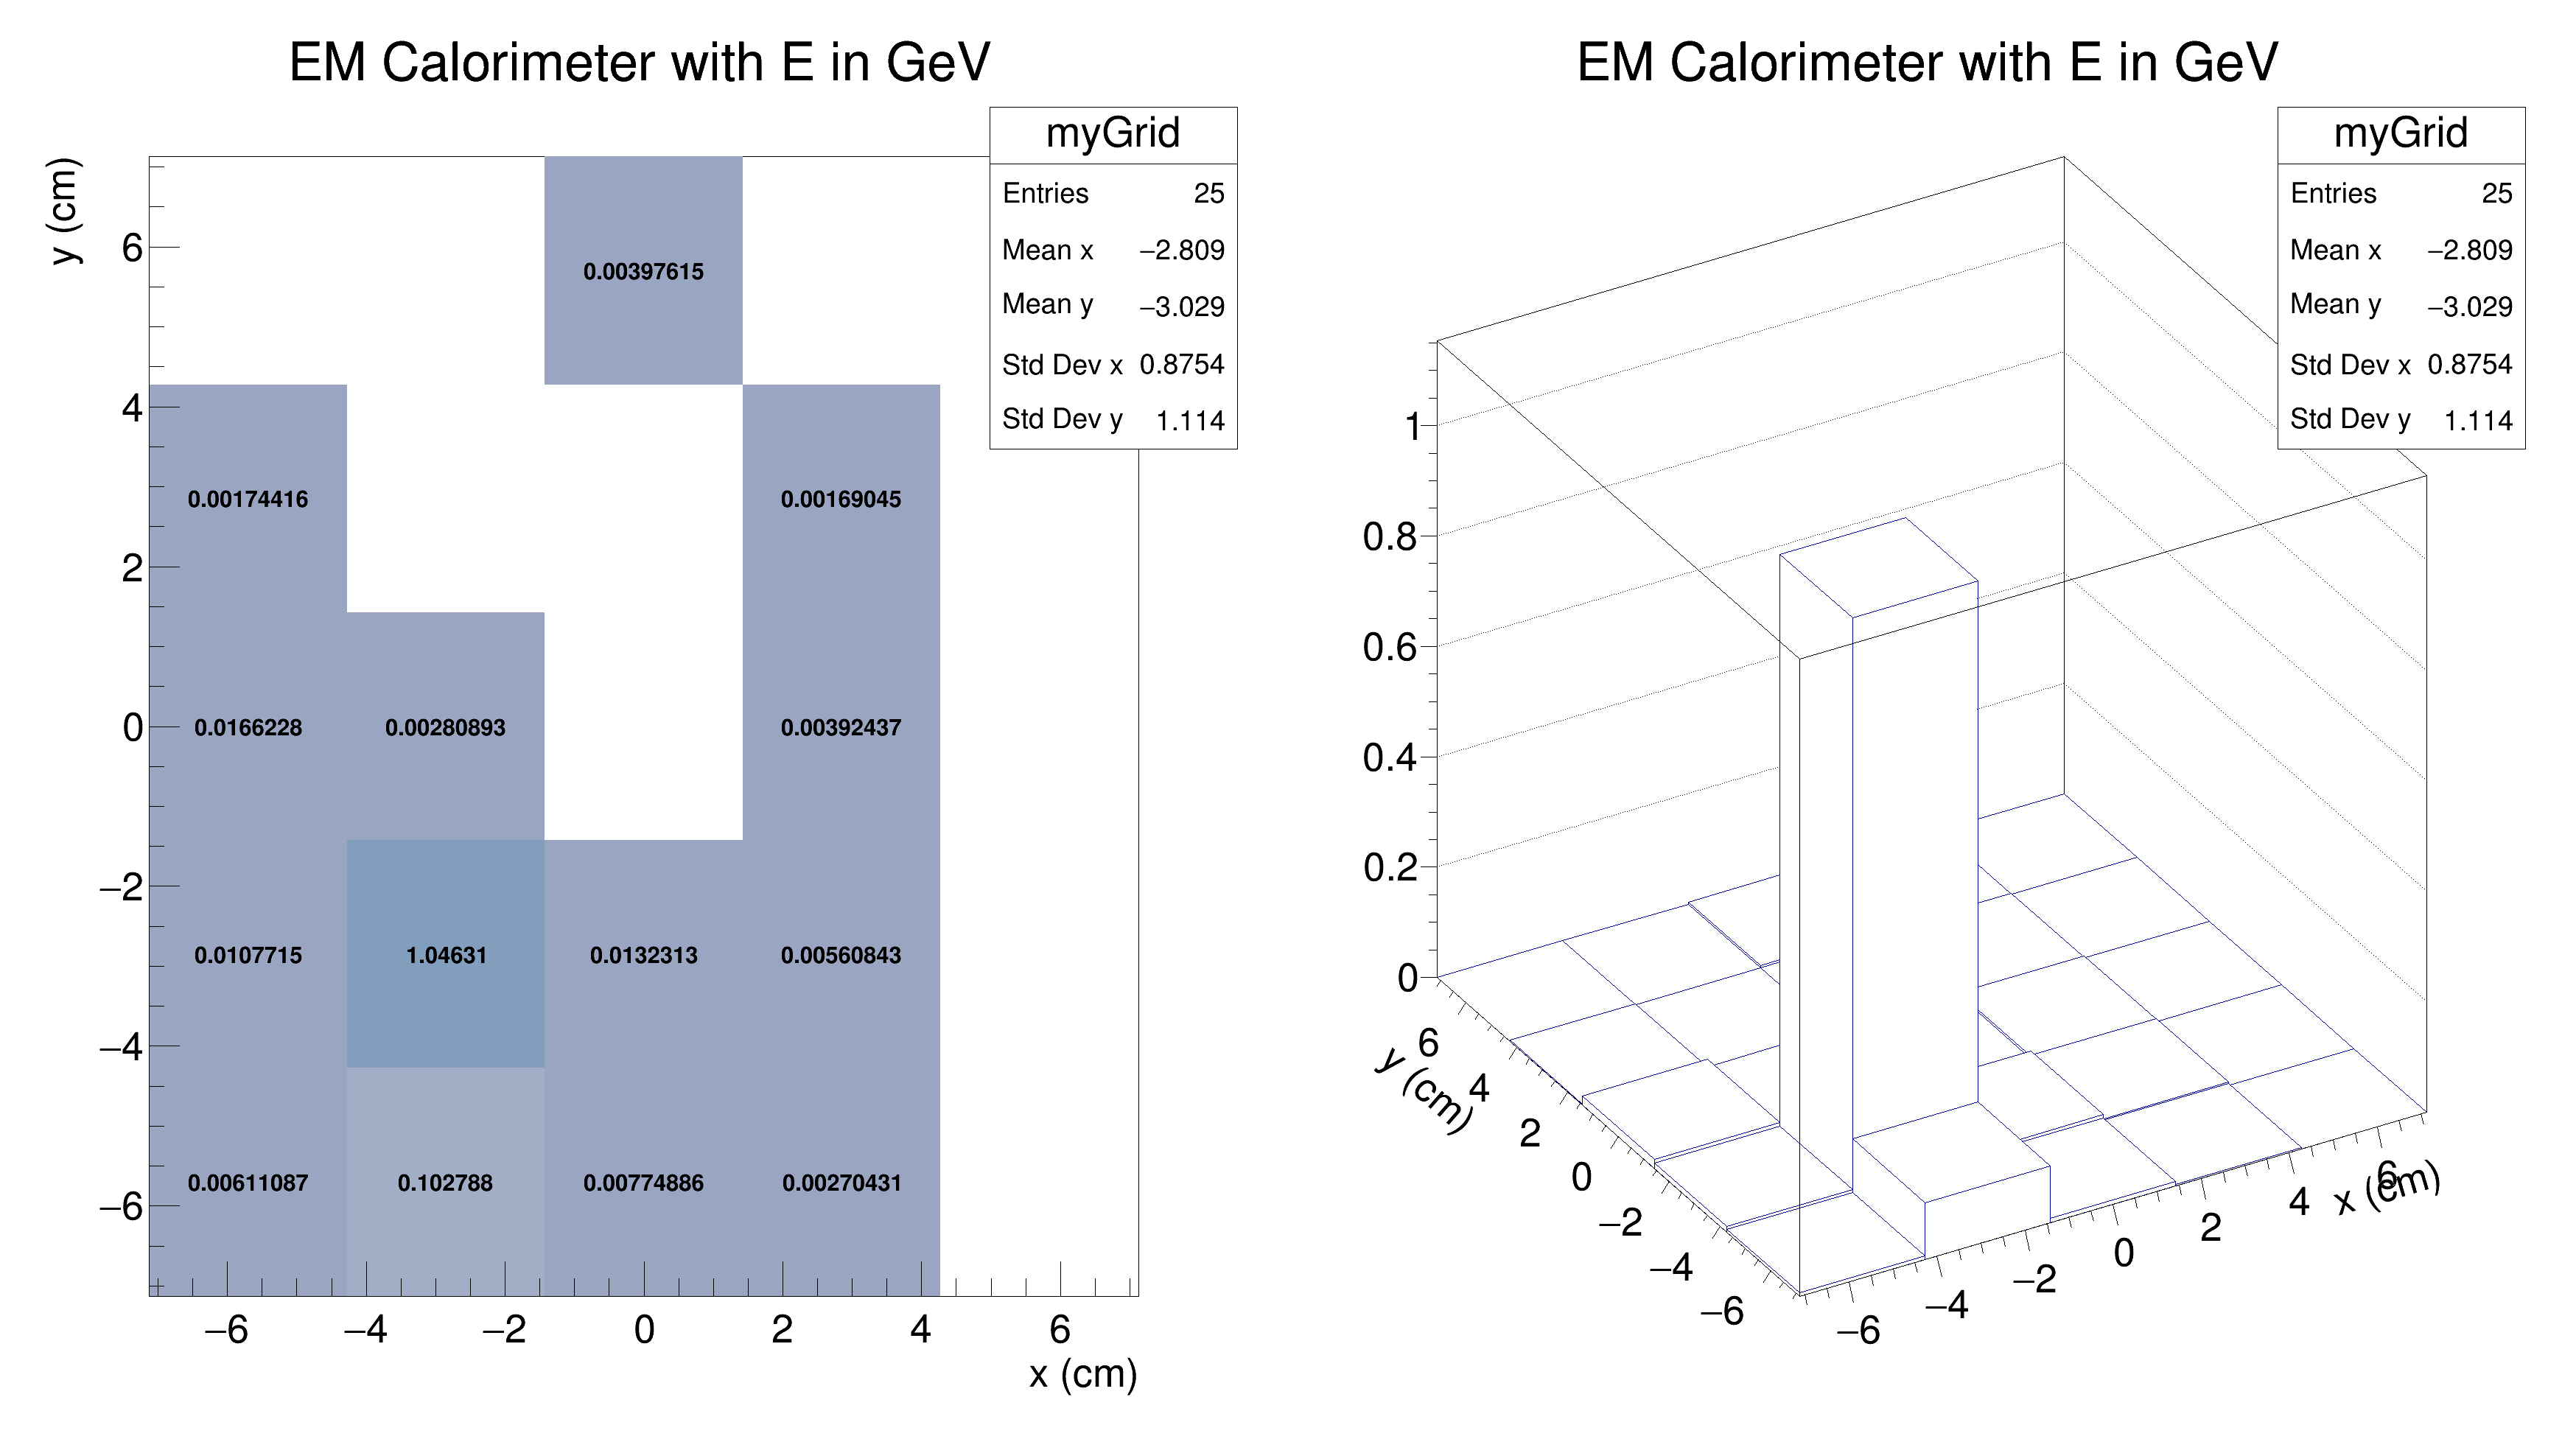 EM Calorimeter with E in GeV
myGrid
Entries 25
Mean x −2.809
Mean y −3.029
Std Dev x 0.8754
Std Dev y 1.114
y (cm)
6
4
2
0
−2
−4
−6
0.00397615
0.00174416 0.00169045
0.0166228 0.00280893 0.00392437
0.0107715 1.04631 0.0132313 0.00560843
0.00611087 0.102788 0.00774886 0.00270431
−6 −4 −2 0 2 4 6
x (cm)
EM Calorimeter with E in GeV
myGrid
Entries 25
Mean x −2.809
Mean y −3.029
Std Dev x 0.8754
Std Dev y 1.114
1
0.8
0.6
0.4
0.2
0
6
4
2
0
−2
−4
−6
y (cm)
−6
−4
−2
0
2
4
6
x (cm)